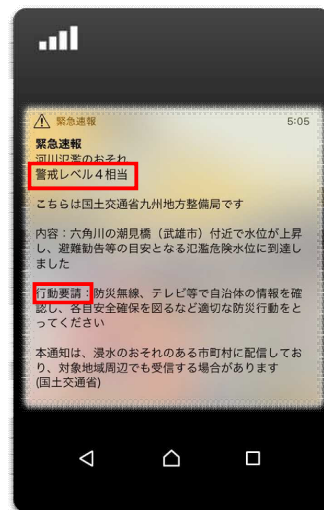 緊急速報 5:05
緊急速報
河川氾濫のおそれ
警戒レベル4相当
こちらは国土交通省九州地方整備局です
内容：六角川の潮見橋（武雄市）付近で水位が上昇
し、避難勧告等の目安となる氾濫危険水位に到達し
ました
行動要請：防災無線、テレビ等で自治体の情報を確
認し、各自安全確保を図るなど適切な防災行動をと
ってください
本通知は、浸水のおそれのある市町村に配信してお
り、対象地域周辺でも受信する場合があります
(国土交通省)